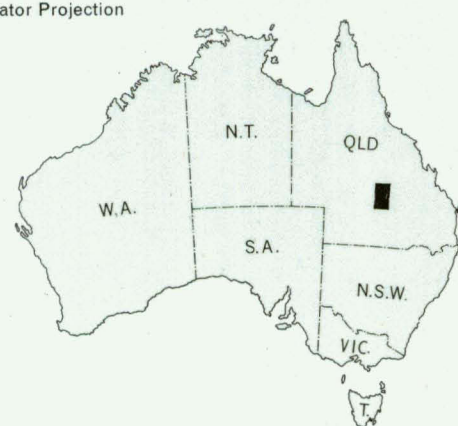 ator Projection
N.T.
QLD
W.A.
S.A.
N.S.W.
VIC.
T.